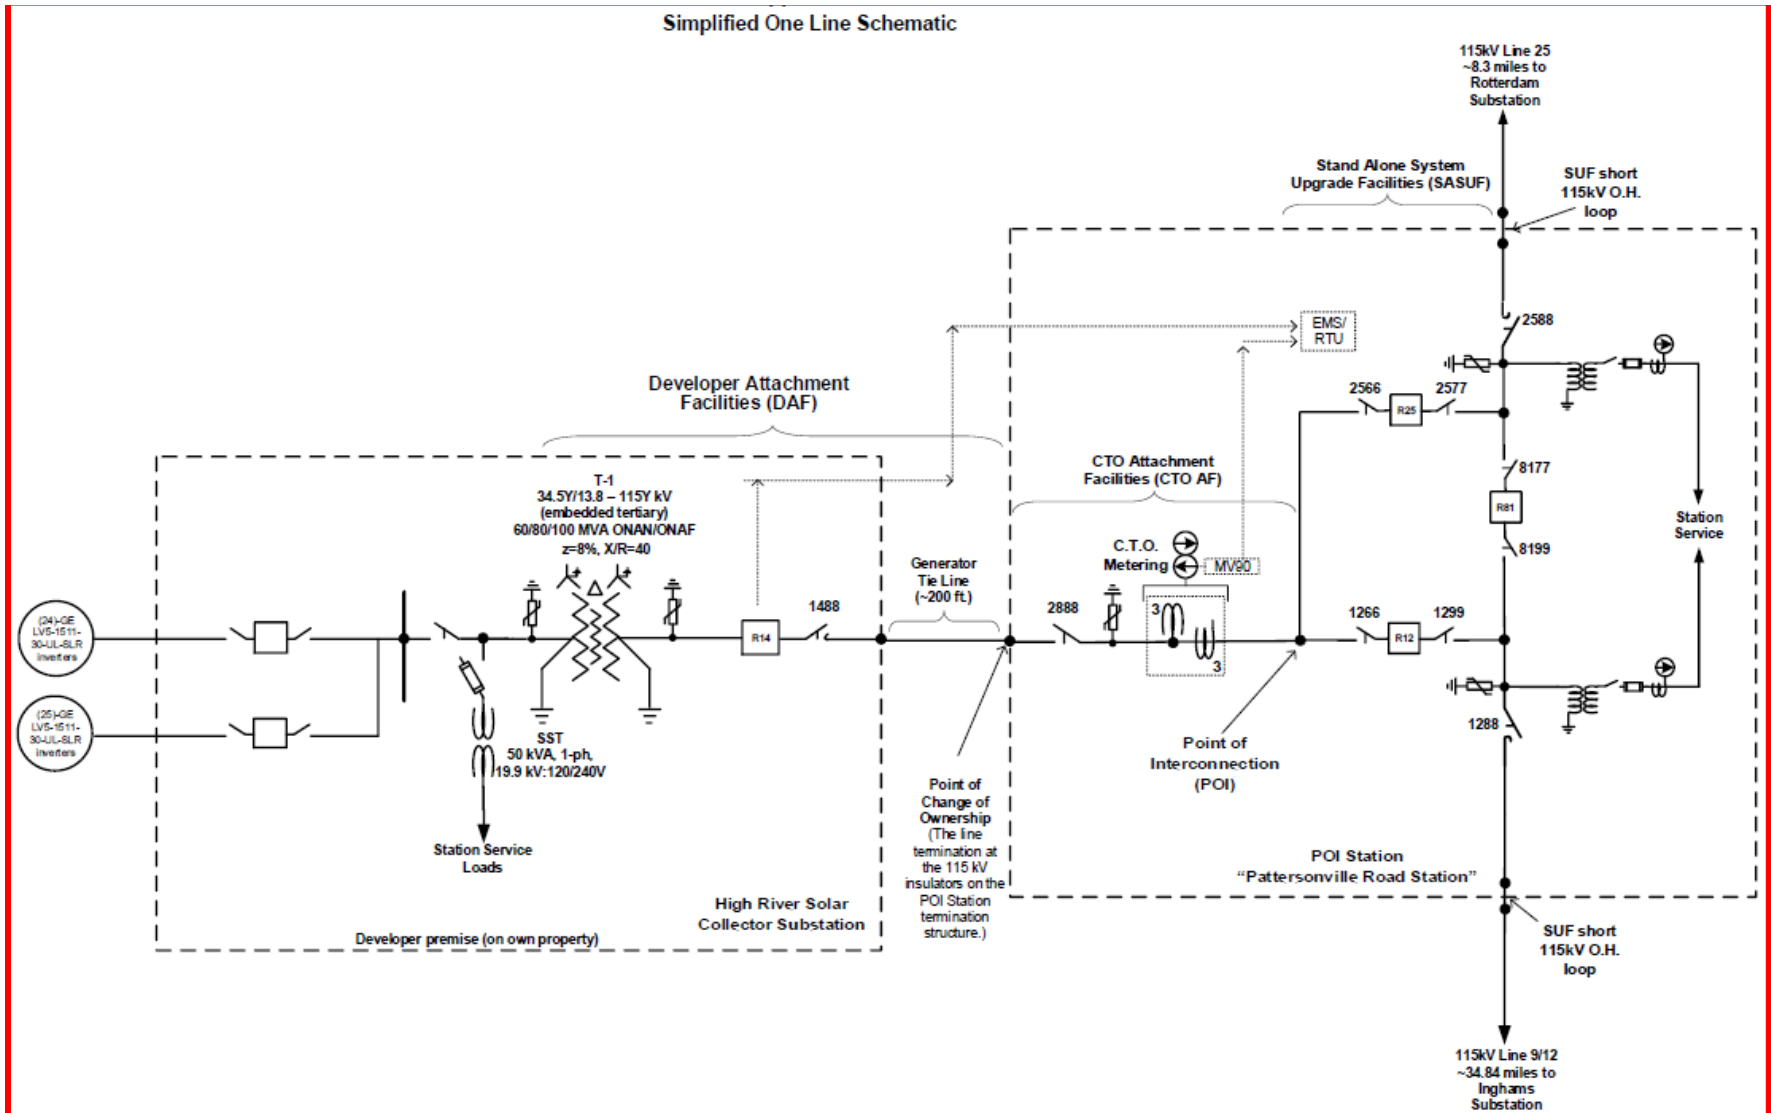 Simplified One Line Schematic
115kV Line 25
~8.3 miles to
Rotterdam
Substation
Stand Alone System
Upgrade Facilities (SASUF)
SUF short
115kV O.H.
loop
EMS/
RTU
2588
Developer Attachment
Facilities (DAF)
2566
2577
R25
CTO Attachment
Facilities (CTO AF)
8177
R81
8199
Station
Service
T-1
34.5Y/13.8 – 115Y kV
(embedded tertiary)
60/80/100 MVA ONAN/ONAF
z=8%, X/R=40
C.T.O.
Metering
MV90
Generator
Tie Line
(~200 ft.)
1488
2888
3
3
1266
1299
R14
R12
(24)-GE
LV5-1511-
30-UL-SLR
inverters
(25)-GE
LV5-1511-
30-UL-SLR
inverters
1288
SST
50 kVA, 1-ph,
19.9 kV:120/240V
Point of
Interconnection
(POI)
Point of
Change of
Ownership
(The line
termination at
the 115 kV
insulators on the
POI Station
termination
structure.)
Station Service
Loads
POI Station
“Pattersonville Road Station”
High River Solar
Collector Substation
Developer premise (on own property)
SUF short
115kV O.H.
loop
115kV Line 9/12
~34.84 miles to
Inghams
Substation